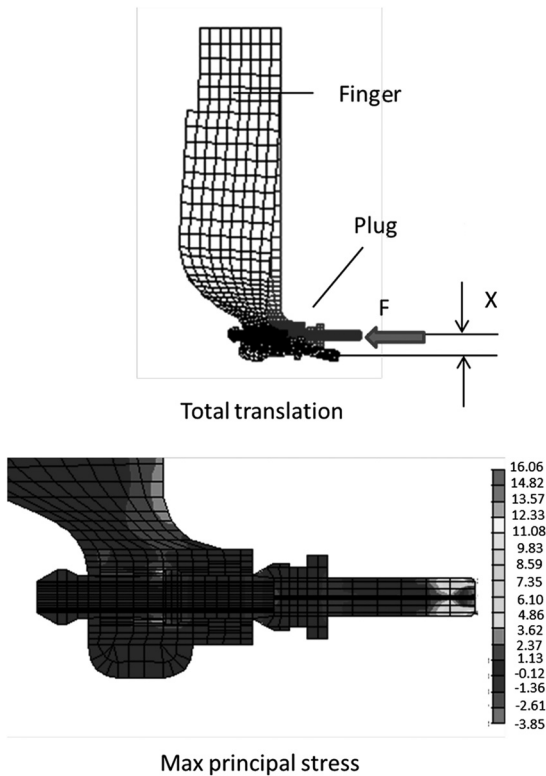 Finger
Plug
F
X
Total translation
16.06
14.82
13.57
12.33
11.08
9.83
8.59
7.35
6.10
4.86
3.62
2.37
1.13
-0.12
-1.36
-2.61
-3.85
Max principal stress